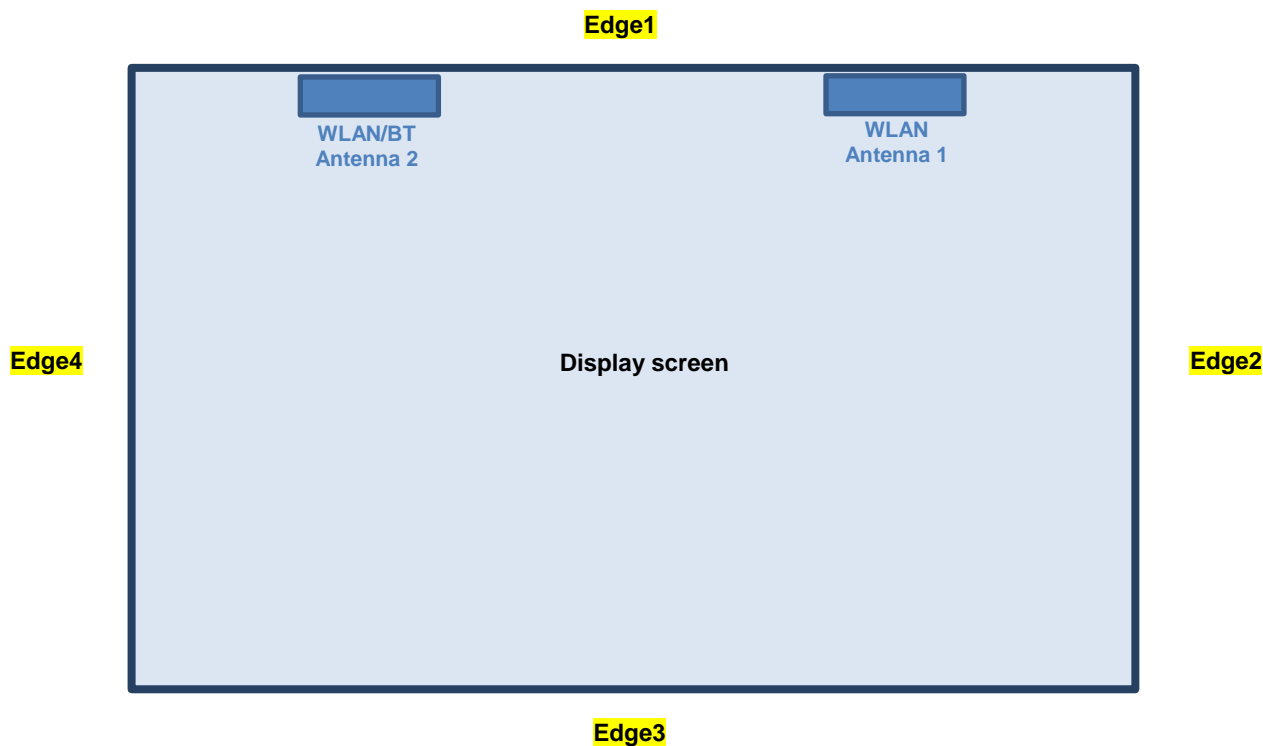 Edge1
WLAN/BT
Antenna 2
WLAN
Antenna 1
Edge4
Display screen
Edge2
Edge3